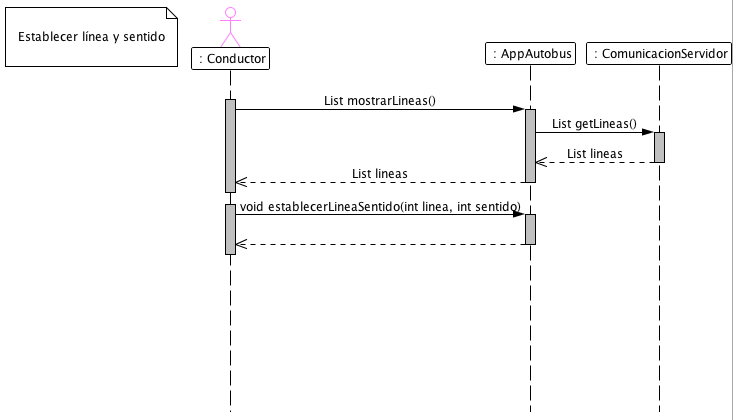 Establecer línea y sentido
: Conductor
: AppAutobus
: ComunicacionServidor
List mostrarLineas()
List getLineas()
List lineas
List lineas
void establecerLineaSentido(int linea, int sentido)